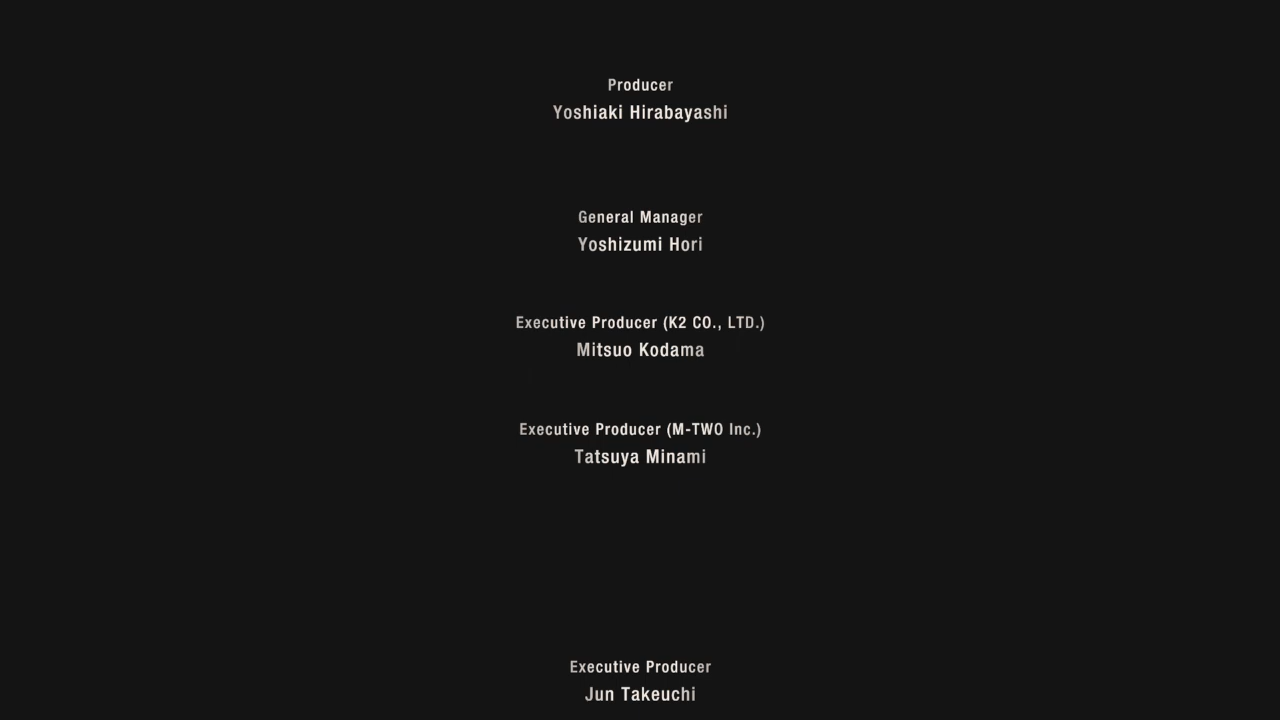 Producer
Yoshiaki Hirabayashi
General Manager
Yoshizumi Hori
Executive Producer (K2 CO., LTD.)
Mitsuo Kodama
Executive Producer (M-TWO Inc.)
Tatsuya Minami
Executive Producer
Jun Takeuchi